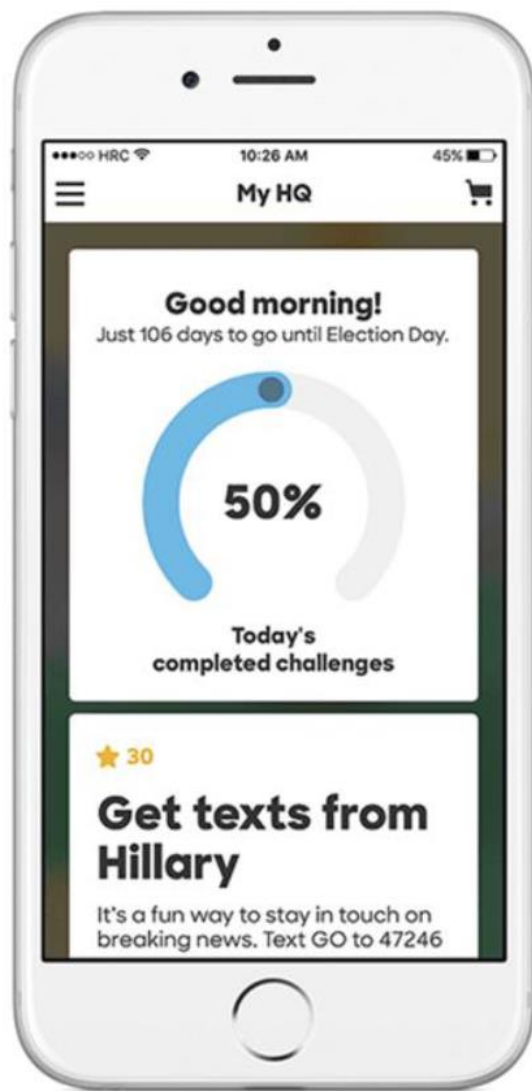 HRC 10:26 AM 45%
My HQ
Good morning!
Just 106 days to go until Election Day.
50%
Today's
completed challenges
30
Get texts from
Hillary
It's a fun way to stay in touch on
breaking news. Text GO to 47246